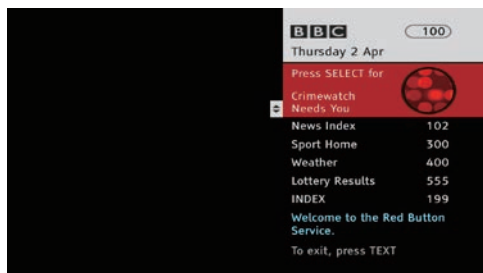 BBC 100
Thursday 2 Apr
Press SELECT for
Crimewatch
Needs You
News Index 102
Sport Home 300
Weather 400
Lottery Results 555
INDEX 199
Welcome to the Red Button
Service.
To exit, press TEXT